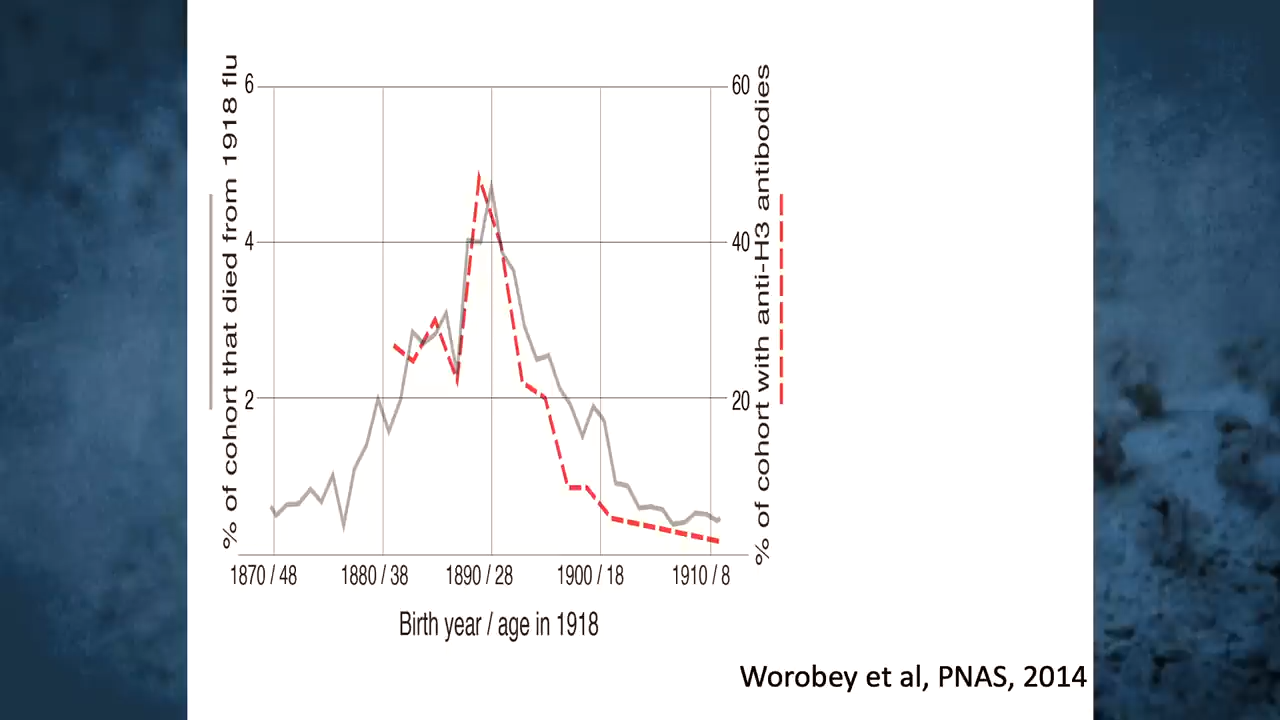 % of cohort that died from 1918 flu
6
4
2
60
40
20
% of cohort with anti-H3 antibodies
1870 / 48
1880 / 38
1890 / 28
1900 / 18
1910 / 8
Birth year / age in 1918
Worobey et al, PNAS, 2014